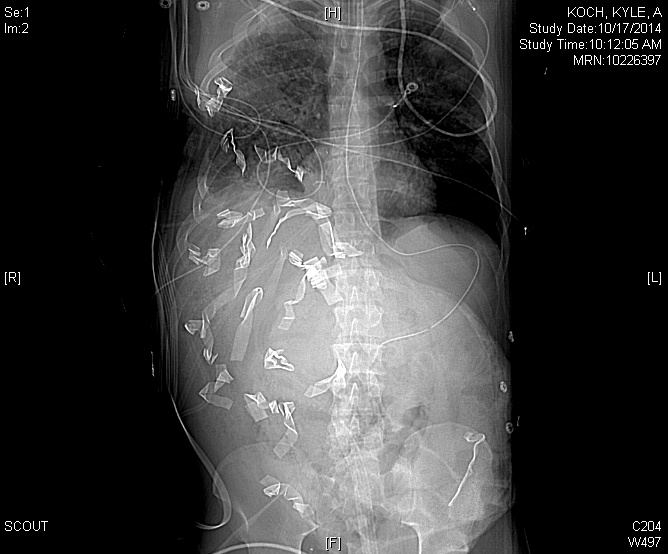 Se:1
Im:2
[H]
KOCH, KYLE, A
Study Date:10/17/2014
Study Time:10:12:05 AM
MRN:10226397
[R]
[L]
SCOUT
[F]
C204
W497